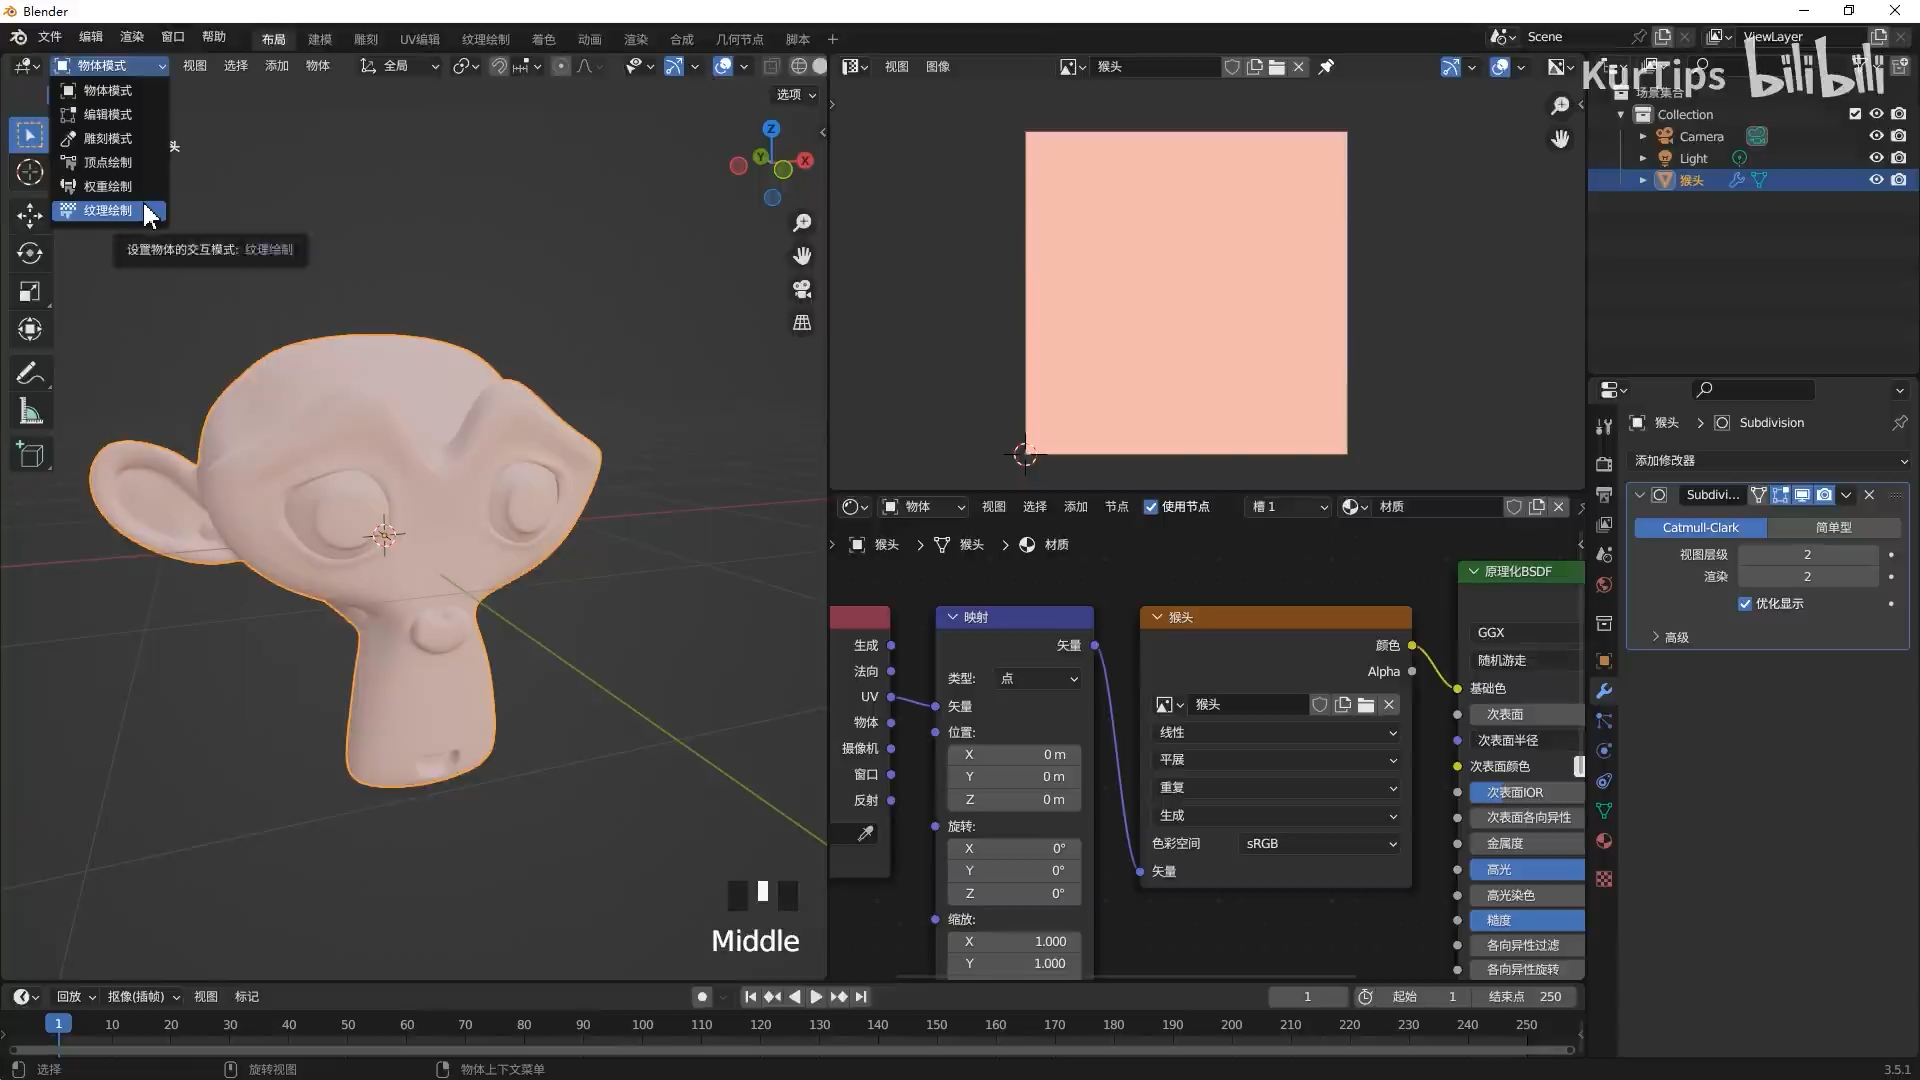 Blender
文件 编辑 渲染 窗口 帮助 布局 建模 雕刻 UV编辑 纹理绘制 着色 动画 渲染 合成 几何节点 脚本 + Scene ViewLayer
物体模式 视图 选择 添加 物体 全局
视图 图像 猴头
KurTips bilibili
选项
物体模式
编辑模式
雕刻模式
顶点绘制
权重绘制
纹理绘制
设置物体的交互模式: 纹理绘制
头
Z
Y
X
场景集合
Collection
Camera
Light
猴头
猴头 > Subdivision
添加修改器
Subdivi...
Catmull-Clark 简单型
视图层级 2
渲染 2
优化显示
高级
物体 视图 选择 添加 节点 使用节点 槽 1 材质
猴头 > 猴头 > 材质
生成
法向
UV
物体
摄像机
窗口
反射
映射
矢量
类型: 点
矢量
位置:
X 0 m
Y 0 m
Z 0 m
旋转:
X 0°
Y 0°
Z 0°
缩放:
X 1.000
Y 1.000
猴头
颜色
Alpha
猴头
线性
平展
重复
生成
色彩空间 sRGB
矢量
原理化BSDF
GGX
随机游走
基础色
次表面
次表面半径
次表面颜色
次表面IOR
次表面各向异性
金属度
高光
高光染色
糙度
各向异性过滤
各向异性旋转
Middle
回放 抠像(插帧) 视图 标记 1 起始 1 结束点 250
1 10 20 30 40 50 60 70 80 90 100 110 120 130 140 150 160 170 180 190 200 210 220 230 240 250
选择 旋转视图 物体上下文菜单 3.5.1